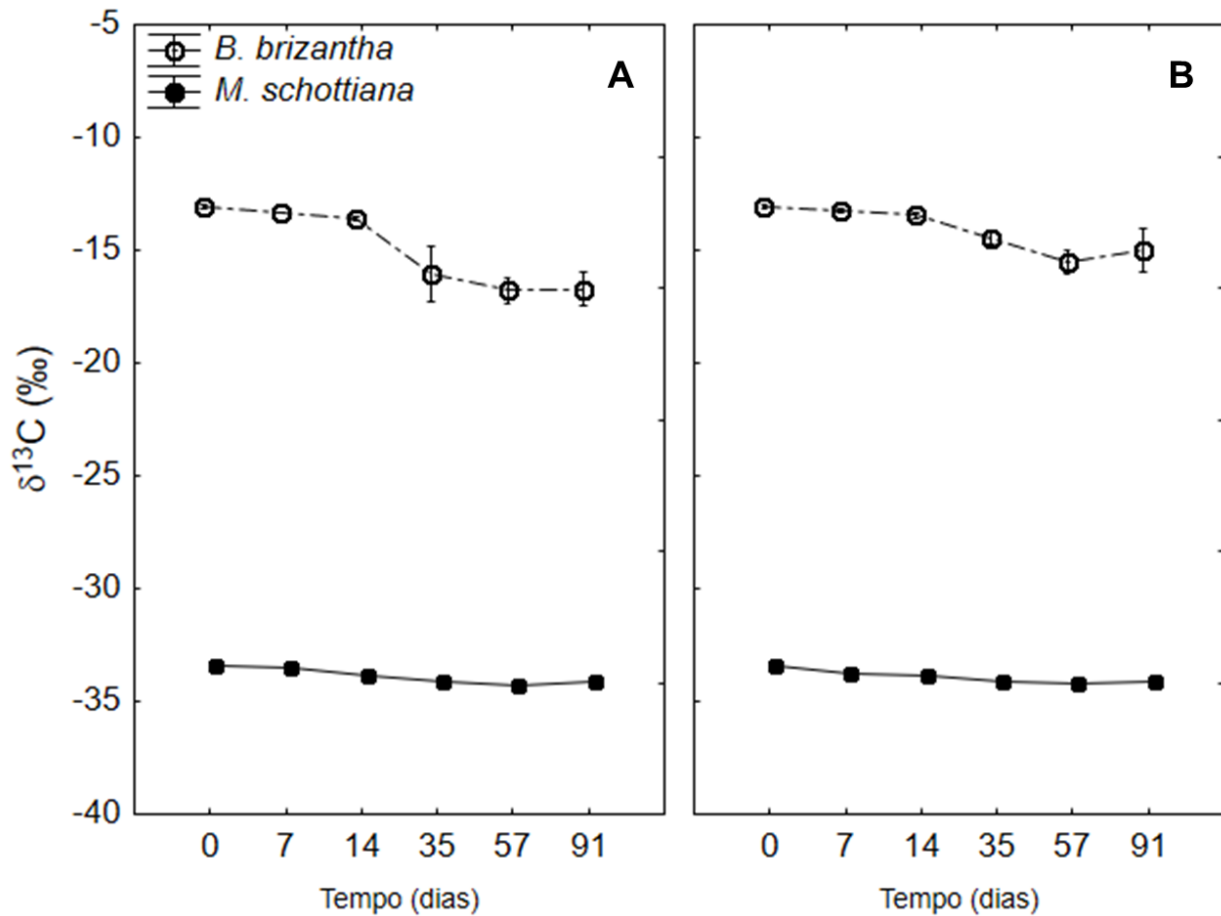 B. brizantha
M. schottiana
A
B
δ¹³C (‰)
-5
-10
-15
-20
-25
-30
-35
-40
0 7 14 35 57 91
0 7 14 35 57 91
Tempo (dias)
Tempo (dias)